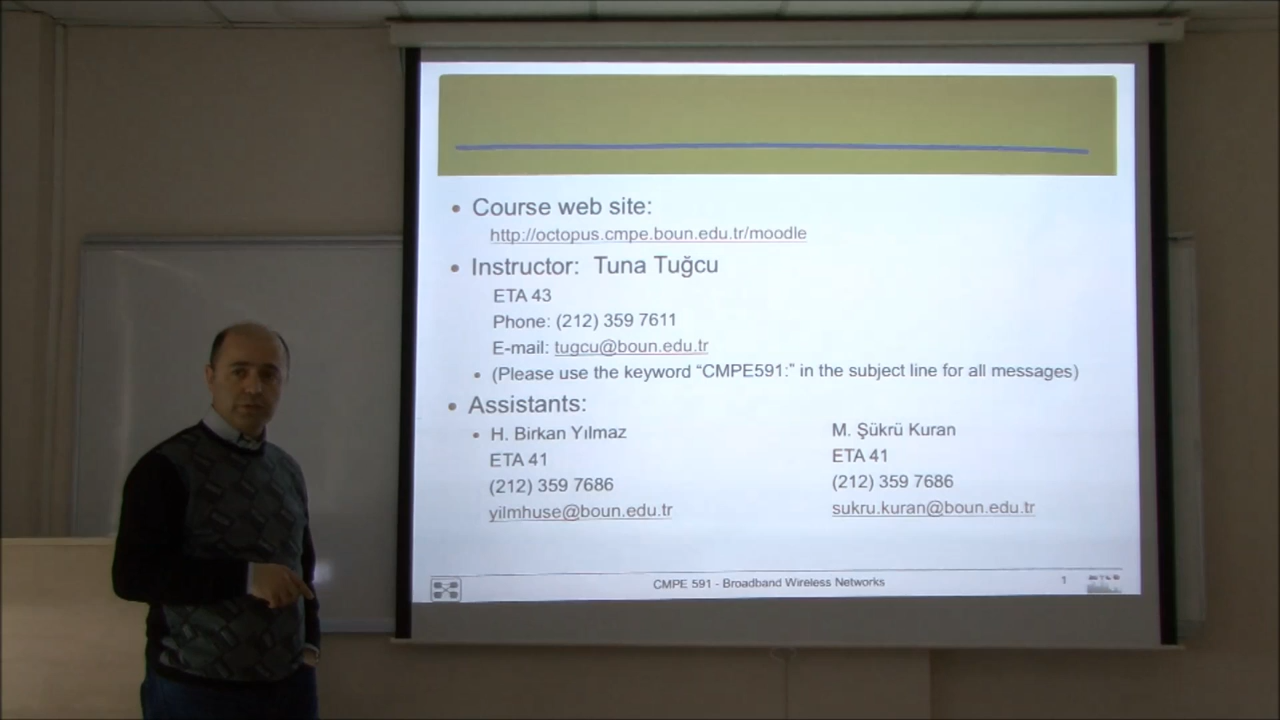 Course web site:
http://octopus.cmpe.boun.edu.tr/moodle
Instructor: Tuna Tuğcu
ETA 43
Phone: (212) 359 7611
E-mail: tugcu@boun.edu.tr
(Please use the keyword “CMPE591:” in the subject line for all messages)
Assistants:
H. Birkan Yılmaz
ETA 41
(212) 359 7686
yilmhuse@boun.edu.tr
M. Şükrü Kuran
ETA 41
(212) 359 7686
sukru.kuran@boun.edu.tr
CMPE 591 - Broadband Wireless Networks
1